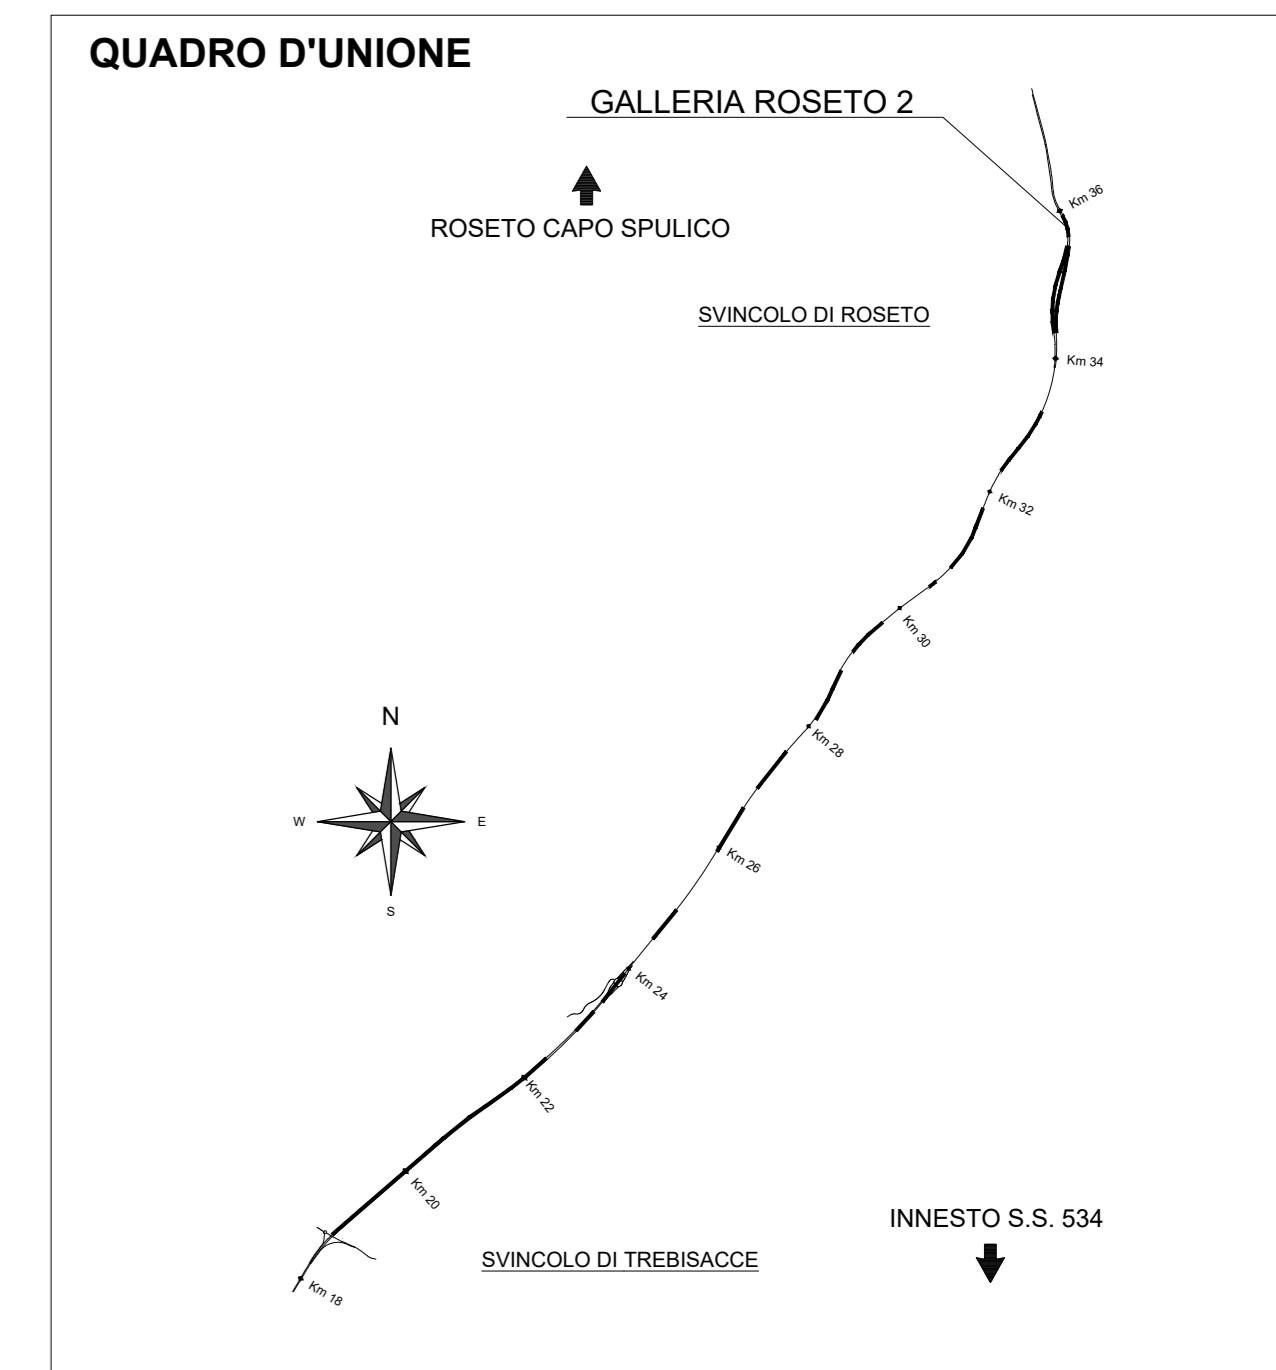 QUADRO D'UNIONE
GALLERIA ROSETO 2
Km 36
ROSETO CAPO SPULICO
SVINCOLO DI ROSETO
Km 34
Km 32
Km 30
N
Km 28
W
E
Km 26
S
Km 24
Km 22
Km 20
INNESTO S.S. 534
SVINCOLO DI TREBISACCE
Km 18